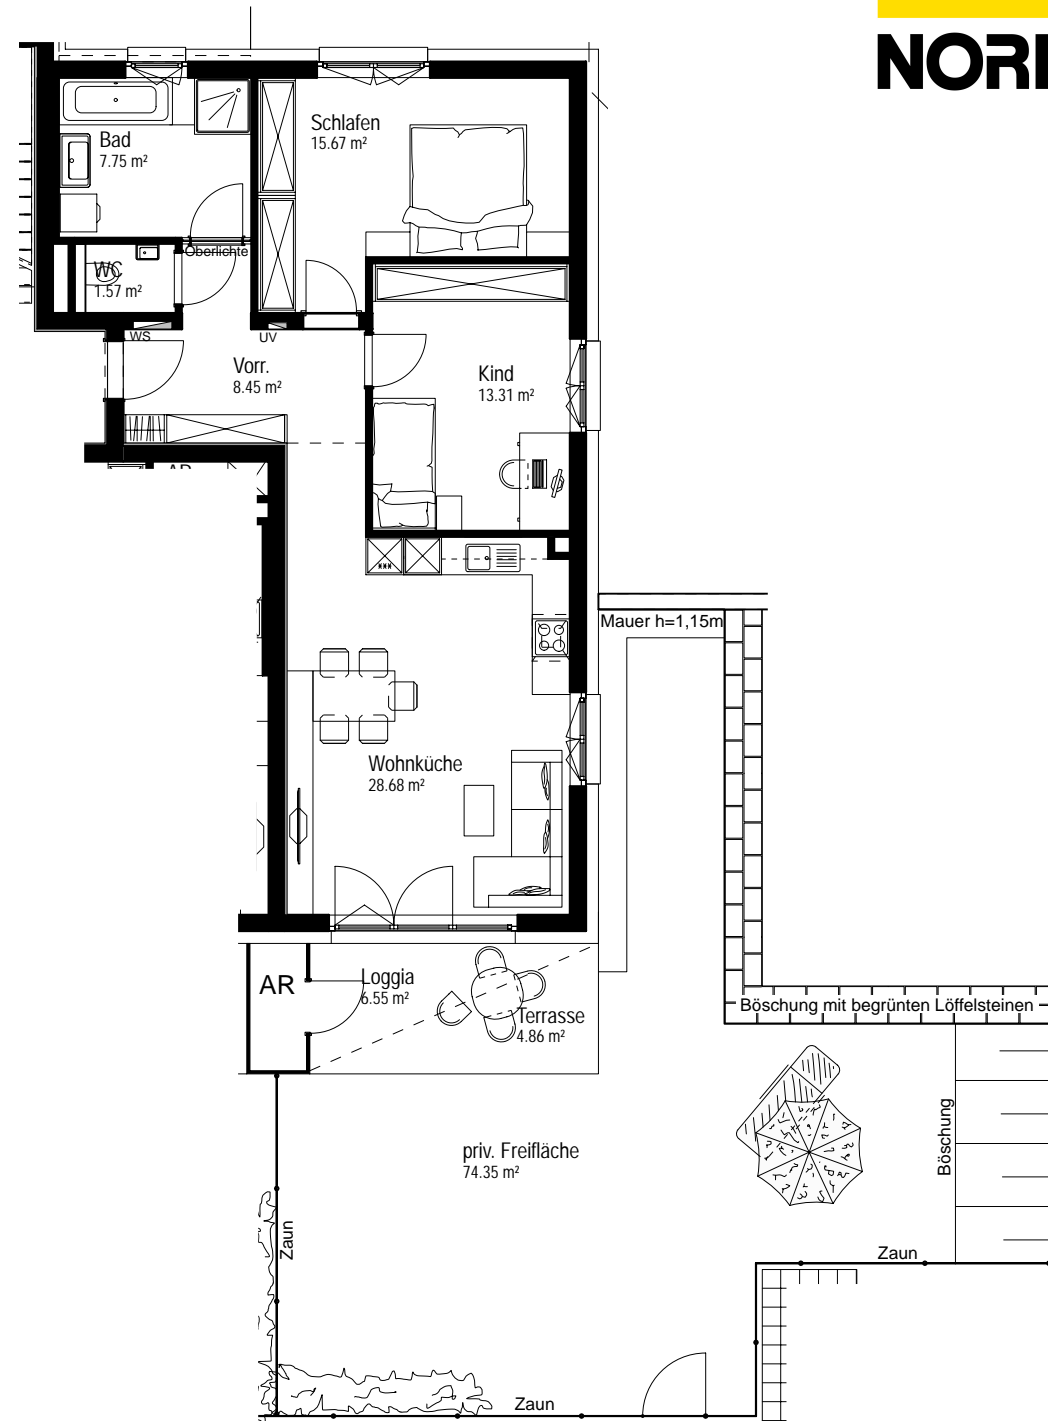 Schlafen
15.67 m²
Bad
7.75 m²
Oberlichte
WC
1.57 m²
WS
UV
Vorr.
8.45 m²
Kind
13.31 m²
Mauer h=1,15m
Wohnküche
28.68 m²
AR
Loggia
6.55 m²
Terrasse
4.86 m²
Böschung mit begrünten Löffelsteinen
priv. Freifläche
74.35 m²
Böschung
Zaun
Zaun
Zaun